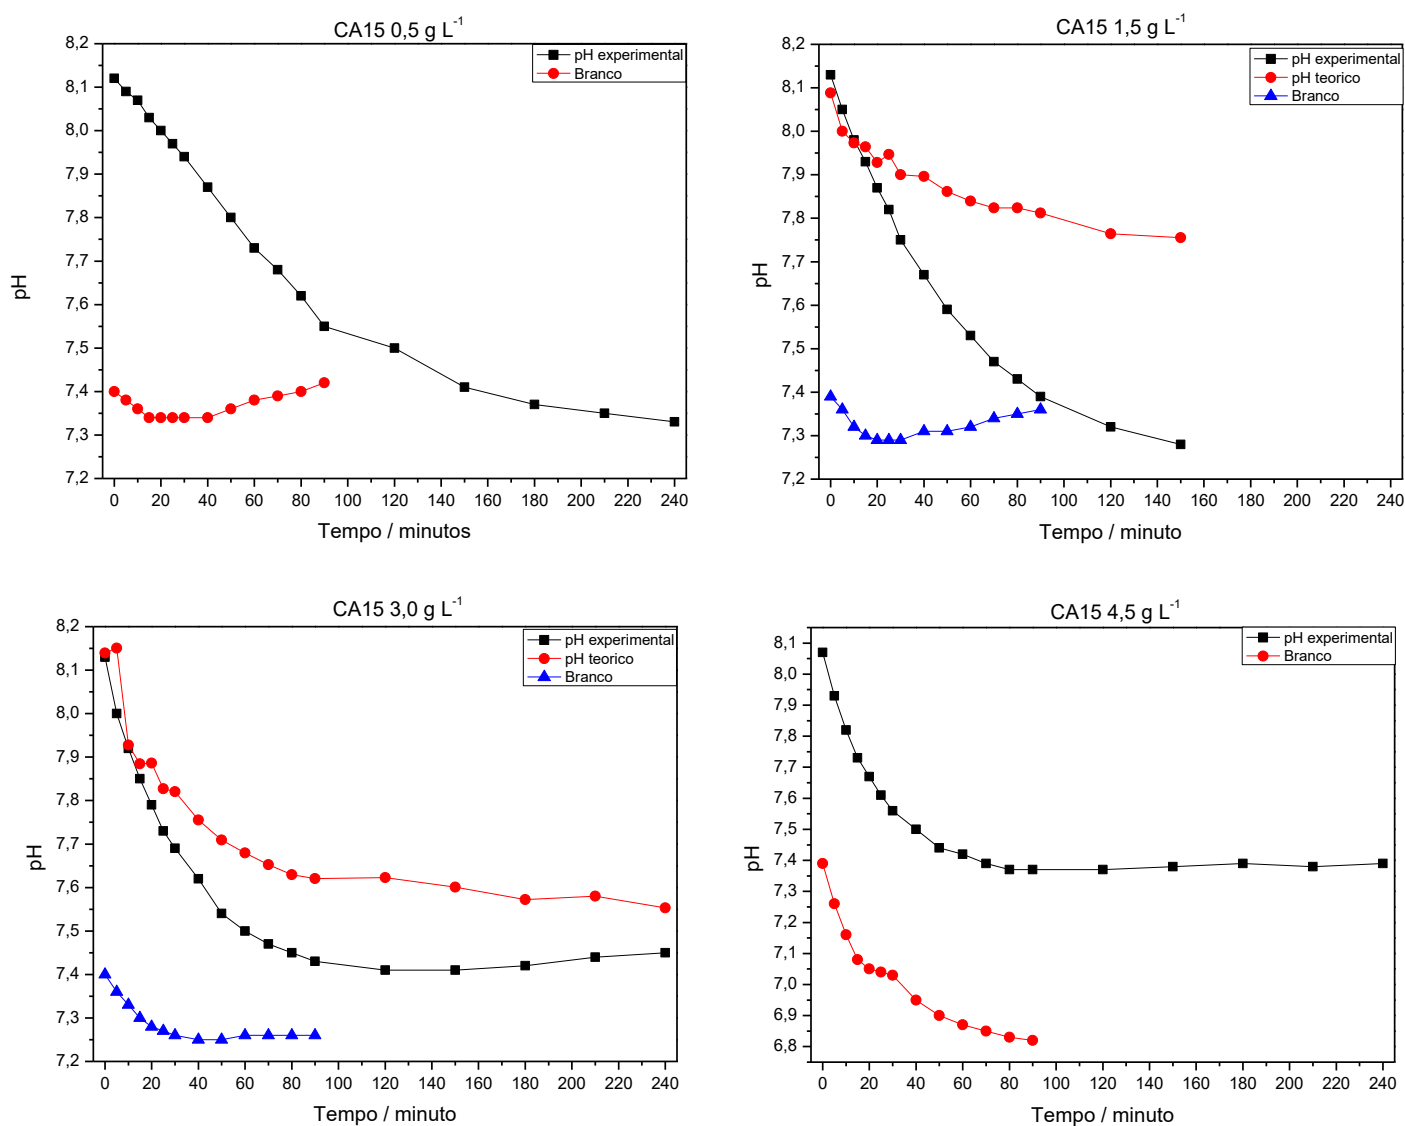 CA15 0,5 g L⁻¹
pH experimental
Branco
8,2
8,1
8,0
7,9
7,8
7,7
7,6
7,5
7,4
7,3
7,2
pH
0 20 40 60 80 100 120 140 160 180 200 220 240
Tempo / minutos
CA15 1,5 g L⁻¹
pH experimental
pH teorico
Branco
8,2
8,1
8,0
7,9
7,8
7,7
7,6
7,5
7,4
7,3
7,2
pH
0 20 40 60 80 100 120 140 160 180 200 220 240
Tempo / minuto
CA15 3,0 g L⁻¹
pH experimental
pH teorico
Branco
8,2
8,1
8,0
7,9
7,8
7,7
7,6
7,5
7,4
7,3
7,2
pH
0 20 40 60 80 100 120 140 160 180 200 220 240
Tempo / minuto
CA15 4,5 g L⁻¹
pH experimental
Branco
8,1
8,0
7,9
7,8
7,7
7,6
7,5
7,4
7,3
7,2
7,1
7,0
6,9
6,8
pH
0 20 40 60 80 100 120 140 160 180 200 220 240
Tempo / minuto